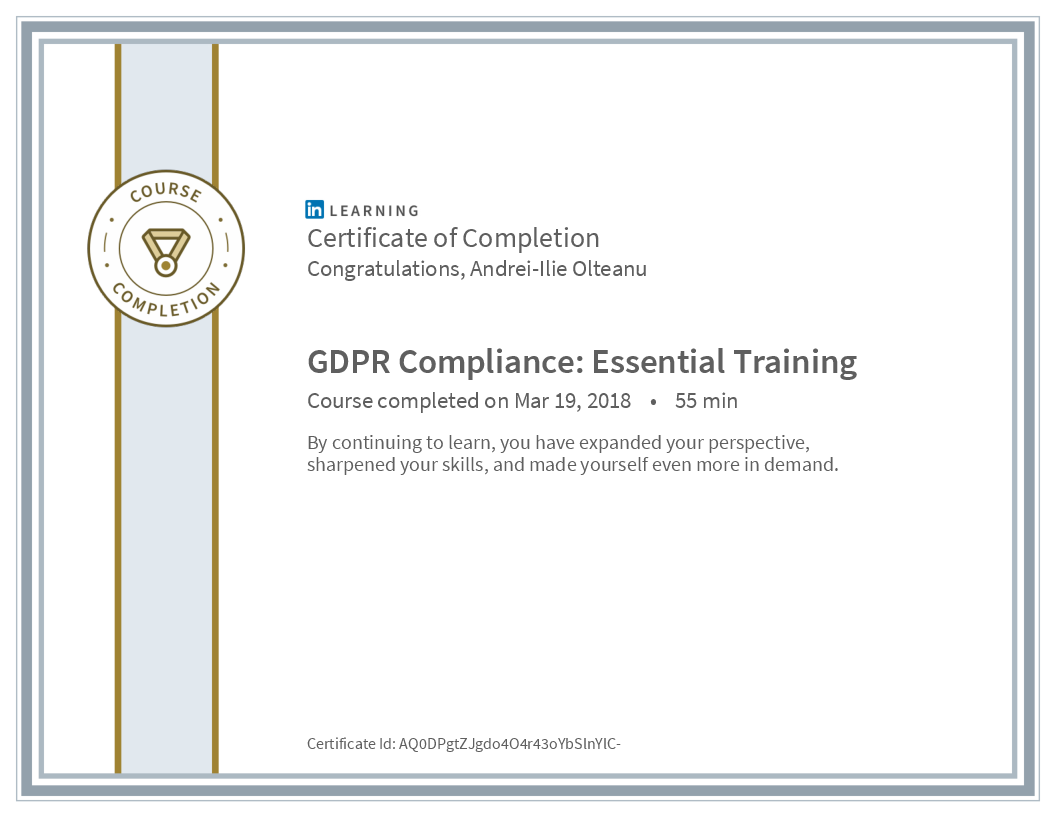 COURSE
COMPLETION
in LEARNING
Certificate of Completion
Congratulations, Andrei-Ilie Olteanu
GDPR Compliance: Essential Training
Course completed on Mar 19, 2018 • 55 min
By continuing to learn, you have expanded your perspective,
sharpened your skills, and made yourself even more in demand.
Certificate Id: AQ0DPgtZJgdo4O4r43oYbSlnYlC-